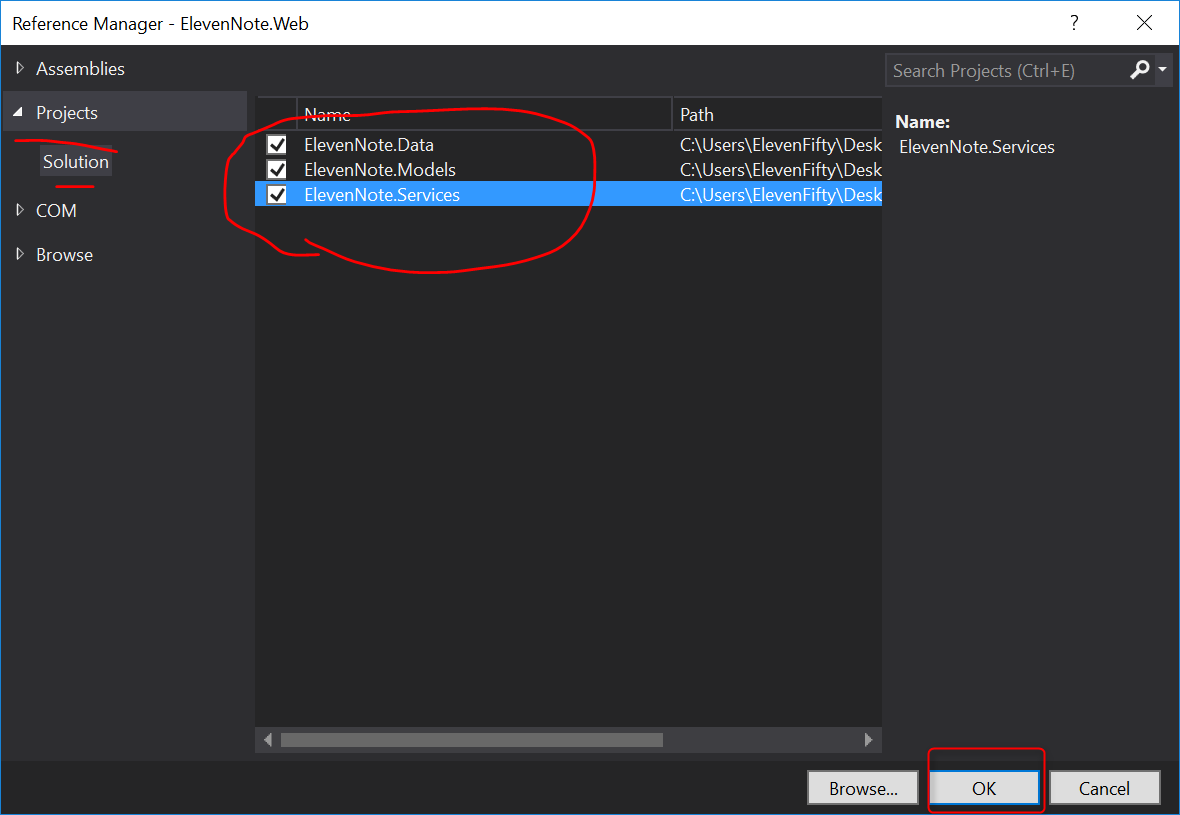 Reference Manager - ElevenNote.Web ?
Assemblies
Search Projects (Ctrl+E)
Projects
Solution
COM
Browse
Name Path
ElevenNote.Data C:\Users\ElevenFifty\Desk
ElevenNote.Models C:\Users\ElevenFifty\Desk
ElevenNote.Services C:\Users\ElevenFifty\Desk
Name:
ElevenNote.Services
Browse... OK Cancel